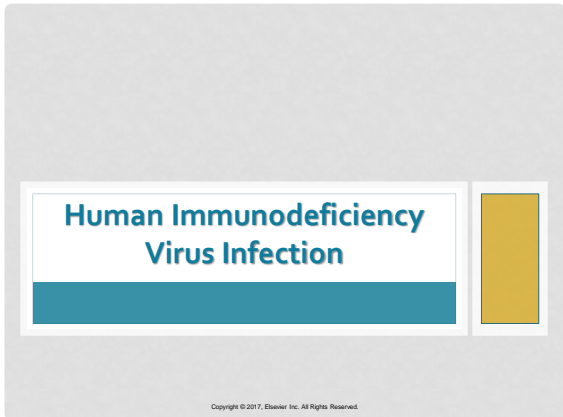 Human Immunodeficiency
Virus Infection
Copyright © 2017, Elsevier Inc. All Rights Reserved.